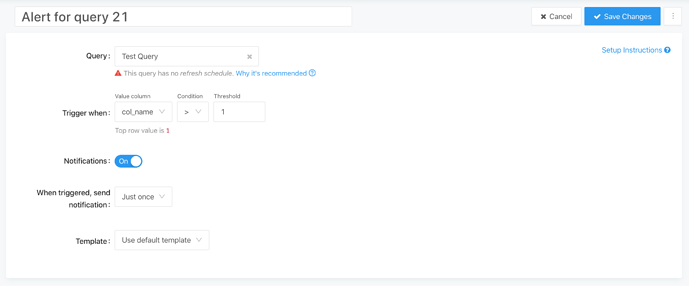 Alert for query 21
Cancel
Save Changes
Setup Instructions
Query:
Test Query
This query has no refresh schedule. Why it's recommended
Value column
Condition
Threshold
Trigger when:
col_name
>
1
Top row value is 1
Notifications:
On
When triggered, send
notification:
Just once
Template:
Use default template